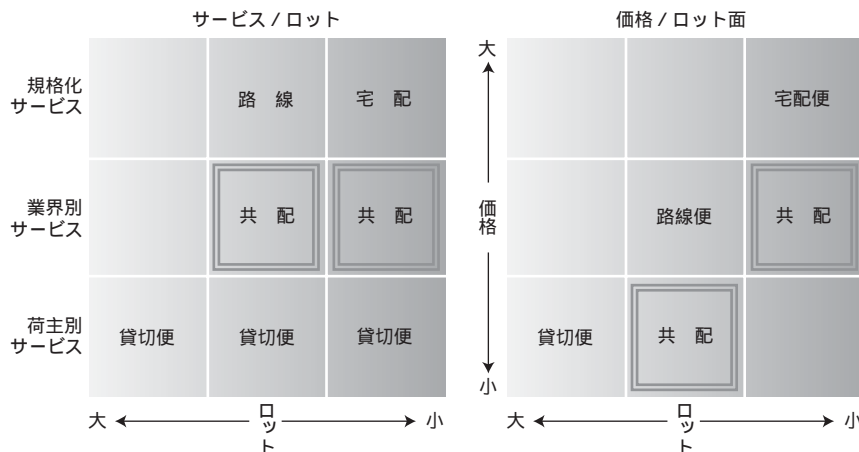 サービス / ロット
規格化
サービス
路 線
宅 配
業界別
サービス
共 配
共 配
荷主別
サービス
貸切便
貸切便
貸切便
大
ロット
小
価格 / ロット面
大
価格
小
宅配便
路線便
共 配
貸切便
共 配
大
ロット
小